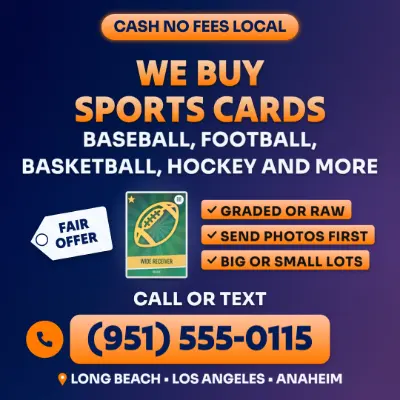 CASH NO FEES LOCAL
WE BUY
SPORTS CARDS
BASEBALL, FOOTBALL,
BASKETBALL, HOCKEY AND MORE
FAIR
OFFER
10
WIDE RECEIVER
✓ GRADED OR RAW
✓ SEND PHOTOS FIRST
✓ BIG OR SMALL LOTS
CALL OR TEXT
(951) 555-0115
LONG BEACH • LOS ANGELES • ANAHEIM